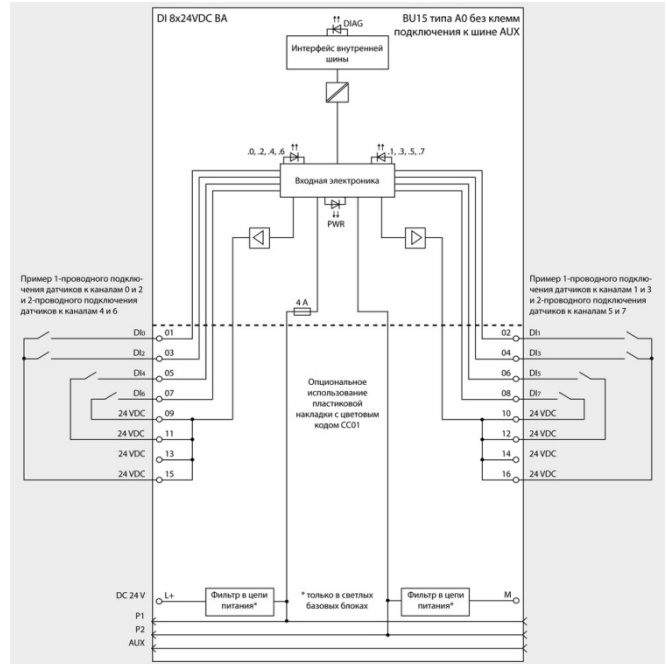 DI 8x24VDC BA
BU15 типа A0 без клемм
подключения к шине AUX
DIAG
Интерфейс внутренней
шины
.0, .2, .4, .6
.1, .3, .5, .7
Входная электроника
PWR
Пример 1-проводного подклю-
чения датчиков к каналам 0 и 2
и 2-проводного подключения
датчиков к каналам 4 и 6
Пример 1-проводного подклю-
чения датчиков к каналам 1 и 3
и 2-проводного подключения
датчиков к каналам 5 и 7
4 A
DI0 01
02 DI1
DI2 03
04 DI3
DI4 05
06 DI5
DI6 07
08 DI7
24 VDC 09
10 24 VDC
24 VDC 11
12 24 VDC
24 VDC 13
14 24 VDC
24 VDC 15
16 24 VDC
Опциональное
использование
пластиковой
накладки с цветовым
кодом CC01
DC 24 V L+
Фильтр в цепи
питания*
* только в светлых
базовых блоках
Фильтр в цепи
питания*
M
P1
P2
AUX